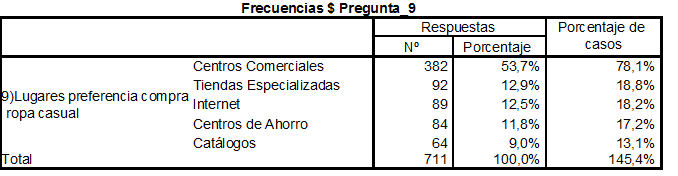 Frecuencias $ Pregunta_9
Respuestas Porcentaje de casos
Nº Porcentaje
9)Lugares preferencia compra ropa casual
Centros Comerciales 382 53,7% 78,1%
Tiendas Especializadas 92 12,9% 18,8%
Internet 89 12,5% 18,2%
Centros de Ahorro 84 11,8% 17,2%
Catálogos 64 9,0% 13,1%
Total 711 100,0% 145,4%